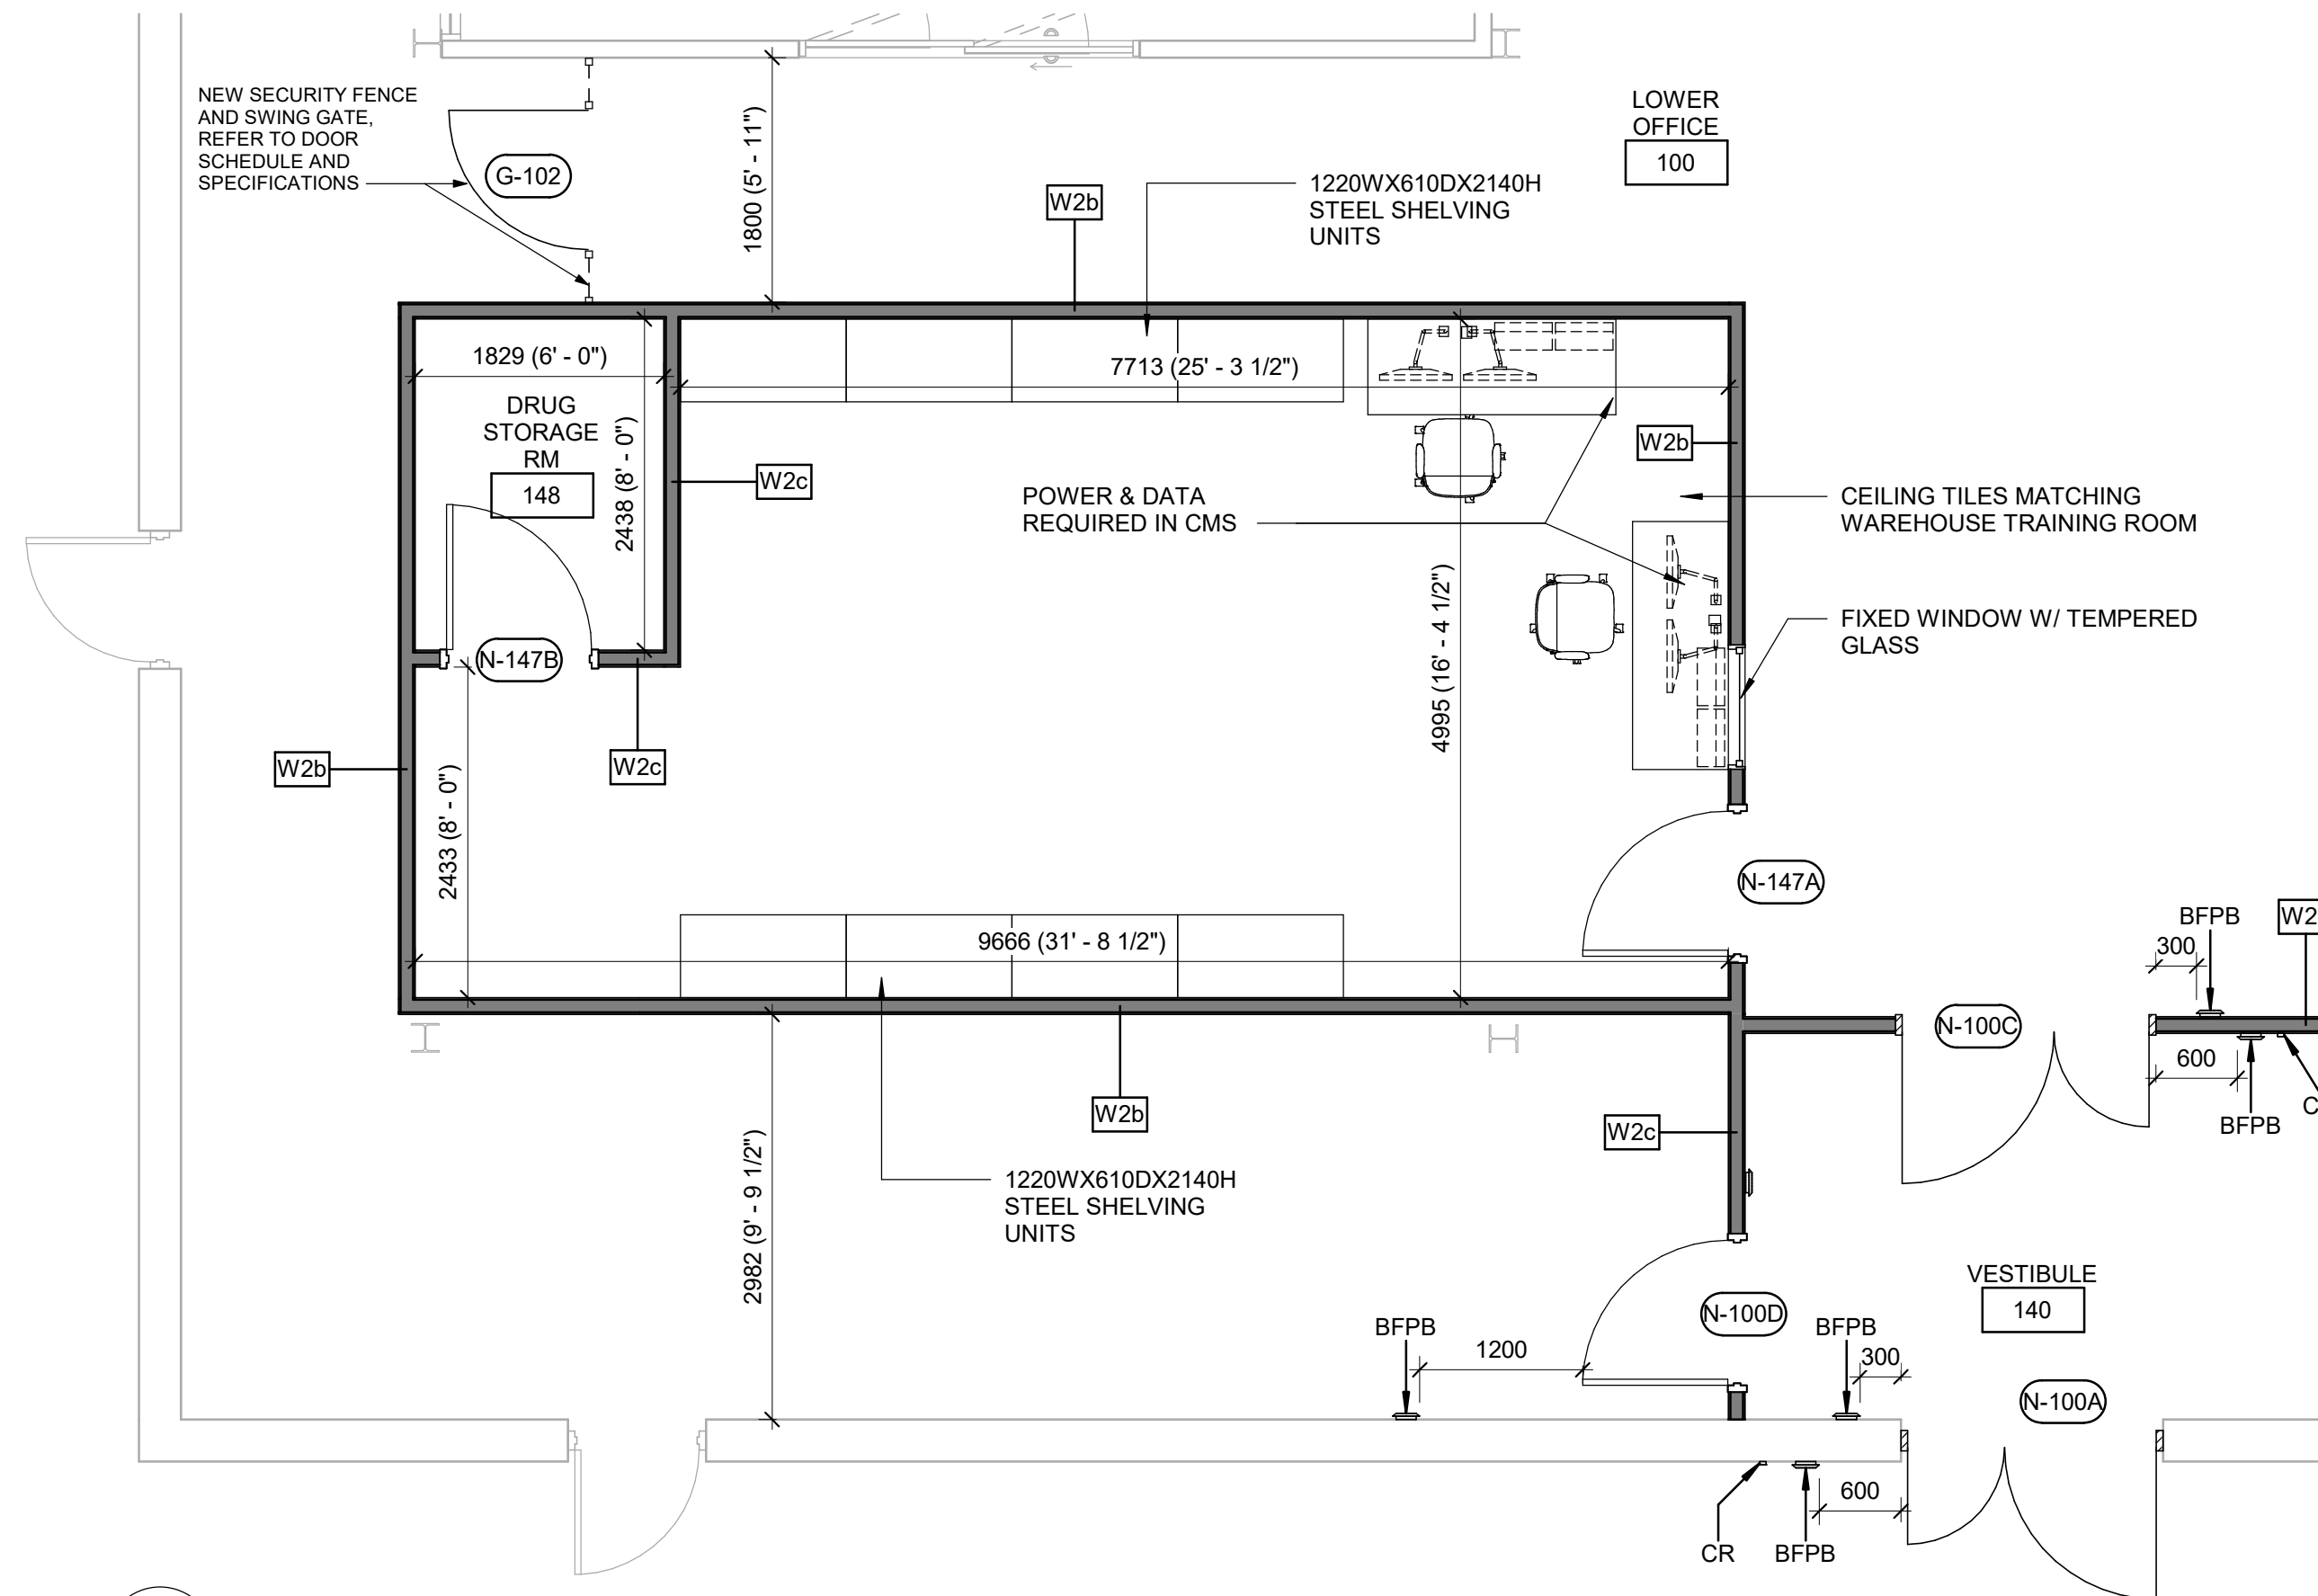 NEW SECURITY FENCE
AND SWING GATE,
REFER TO DOOR
SCHEDULE AND
SPECIFICATIONS
G-102
1800 (5' - 11")
W2b
1220WX610DX2140H
STEEL SHELVING
UNITS
LOWER
OFFICE
100
1829 (6' - 0")
7713 (25' - 3 1/2")
DRUG
STORAGE
RM
148
2438 (8' - 0")
W2c
W2b
POWER & DATA
REQUIRED IN CMS
CEILING TILES MATCHING
WAREHOUSE TRAINING ROOM
4995 (16' - 4 1/2")
FIXED WINDOW W/ TEMPERED
GLASS
N-147B
W2b
W2c
2433 (8' - 0")
N-147A
9666 (31' - 8 1/2")
BFPB
W2
300
N-100C
600
BFPB
C
W2b
W2c
1220WX610DX2140H
STEEL SHELVING
UNITS
2982 (9' - 9 1/2")
VESTIBULE
140
N-100D
BFPB
1200
BFPB
300
N-100A
600
CR
BFPB